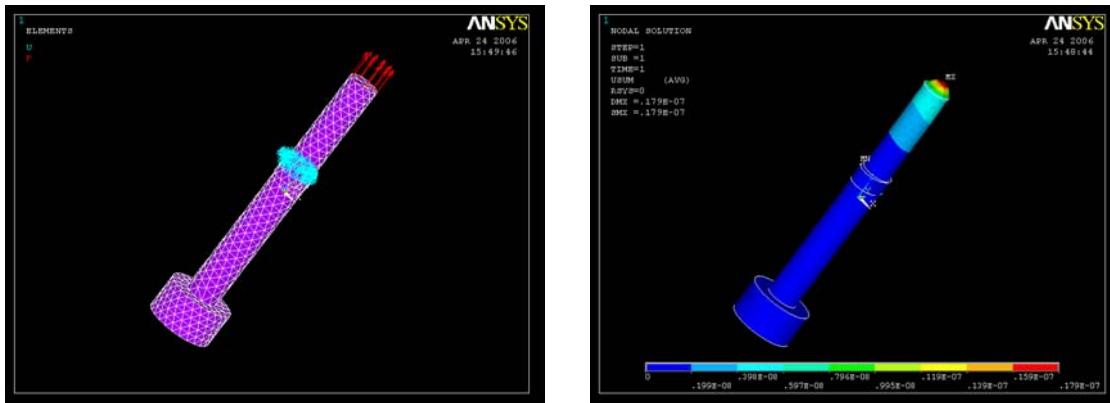 1
ANSYS
ELEMENTS
APR 24 2006
15:49:46
U
F
1
ANSYS
NODAL SOLUTION
APR 24 2006
15:48:44
STEP=1
SUB =1
TIME=1
USUM (AVG)
RSYS=0
DMX =.179E-07
SMX =.179E-07
MX
MN
0 .398E-08 .796E-08 .119E-07 .159E-07
.199E-08 .597E-08 .995E-08 .139E-07 .179E-07